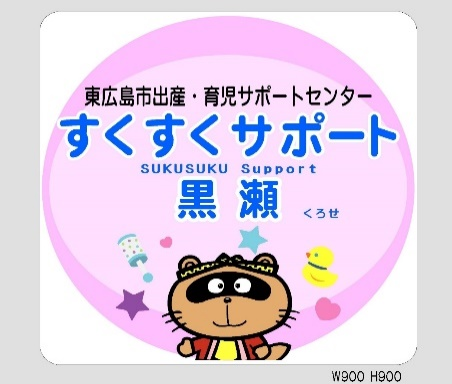 東広島市出産・育児サポートセンター
すくすくサポート
SUKUSUKU Support
黒瀬 くろせ
W900 H900